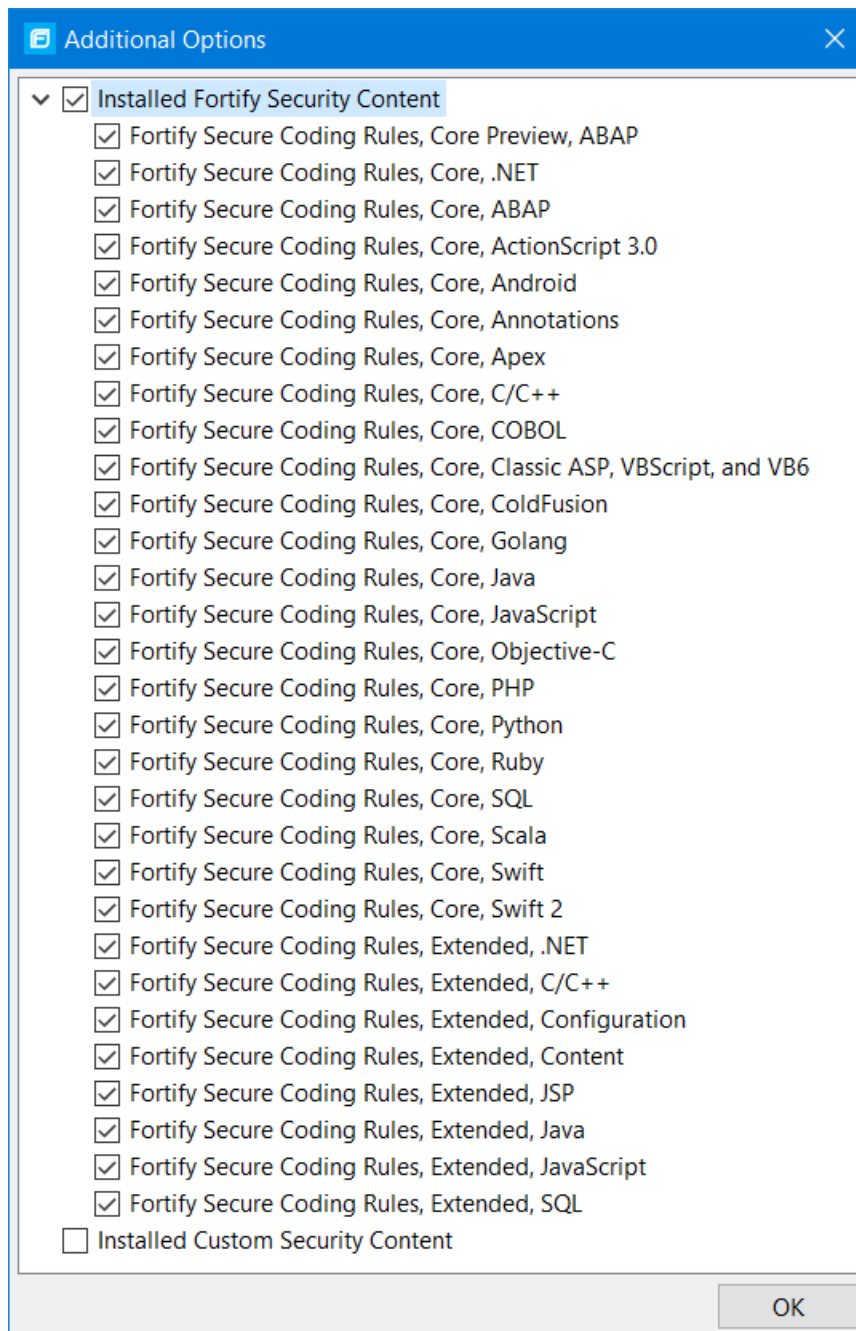 Additional Options
Installed Fortify Security Content
Fortify Secure Coding Rules, Core Preview, ABAP
Fortify Secure Coding Rules, Core, .NET
Fortify Secure Coding Rules, Core, ABAP
Fortify Secure Coding Rules, Core, ActionScript 3.0
Fortify Secure Coding Rules, Core, Android
Fortify Secure Coding Rules, Core, Annotations
Fortify Secure Coding Rules, Core, Apex
Fortify Secure Coding Rules, Core, C/C++
Fortify Secure Coding Rules, Core, COBOL
Fortify Secure Coding Rules, Core, Classic ASP, VBScript, and VB6
Fortify Secure Coding Rules, Core, ColdFusion
Fortify Secure Coding Rules, Core, Golang
Fortify Secure Coding Rules, Core, Java
Fortify Secure Coding Rules, Core, JavaScript
Fortify Secure Coding Rules, Core, Objective-C
Fortify Secure Coding Rules, Core, PHP
Fortify Secure Coding Rules, Core, Python
Fortify Secure Coding Rules, Core, Ruby
Fortify Secure Coding Rules, Core, SQL
Fortify Secure Coding Rules, Core, Scala
Fortify Secure Coding Rules, Core, Swift
Fortify Secure Coding Rules, Core, Swift 2
Fortify Secure Coding Rules, Extended, .NET
Fortify Secure Coding Rules, Extended, C/C++
Fortify Secure Coding Rules, Extended, Configuration
Fortify Secure Coding Rules, Extended, Content
Fortify Secure Coding Rules, Extended, JSP
Fortify Secure Coding Rules, Extended, Java
Fortify Secure Coding Rules, Extended, JavaScript
Fortify Secure Coding Rules, Extended, SQL
Installed Custom Security Content
OK